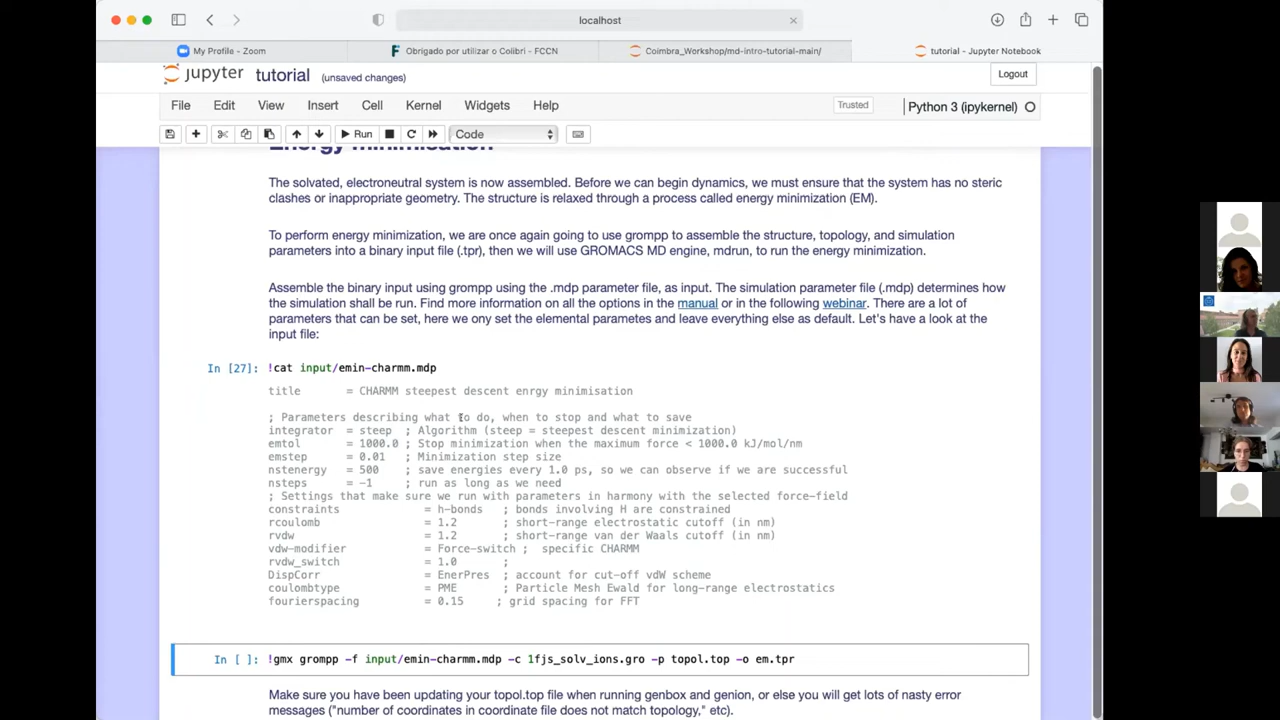 localhost
My Profile - Zoom
Obrigado por utilizar o Colibri - FCCN
Coimbra_Workshop/md-intro-tutorial-main/
tutorial - Jupyter Notebook
jupyter tutorial (unsaved changes)
Logout
File Edit View Insert Cell Kernel Widgets Help
Trusted
Python 3 (ipykernel)
Run
Code
Energy minimisation
The solvated, electroneutral system is now assembled. Before we can begin dynamics, we must ensure that the system has no steric
clashes or inappropriate geometry. The structure is relaxed through a process called energy minimization (EM).
To perform energy minimization, we are once again going to use grompp to assemble the structure, topology, and simulation
parameters into a binary input file (.tpr), then we will use GROMACS MD engine, mdrun, to run the energy minimization.
Assemble the binary input using grompp using the .mdp parameter file, as input. The simulation parameter file (.mdp) determines how
the simulation shall be run. Find more information on all the options in the manual or in the following webinar. There are a lot of
parameters that can be set, here we ony set the elemental parametes and leave everything else as default. Let's have a look at the
input file:
In [27]: !cat input/emin-charmm.mdp
title = CHARMM steepest descent enrgy minimisation
; Parameters describing what to do, when to stop and what to save
integrator = steep ; Algorithm (steep = steepest descent minimization)
emtol = 1000.0 ; Stop minimization when the maximum force < 1000.0 kJ/mol/nm
emstep = 0.01 ; Minimization step size
nstenergy = 500 ; save energies every 1.0 ps, so we can observe if we are successful
nsteps = -1 ; run as long as we need
; Settings that make sure we run with parameters in harmony with the selected force-field
constraints = h-bonds ; bonds involving H are constrained
rcoulomb = 1.2 ; short-range electrostatic cutoff (in nm)
rvdw = 1.2 ; short-range van der Waals cutoff (in nm)
vdw-modifier = Force-switch ; specific CHARMM
rvdw_switch = 1.0 ;
DispCorr = EnerPres ; account for cut-off vdW scheme
coulombtype = PME ; Particle Mesh Ewald for long-range electrostatics
fourierspacing = 0.15 ; grid spacing for FFT
In [ ]: !gmx grompp -f input/emin-charmm.mdp -c 1fjs_solv_ions.gro -p topol.top -o em.tpr
Make sure you have been updating your topol.top file when running genbox and genion, or else you will get lots of nasty error
messages ("number of coordinates in coordinate file does not match topology," etc).